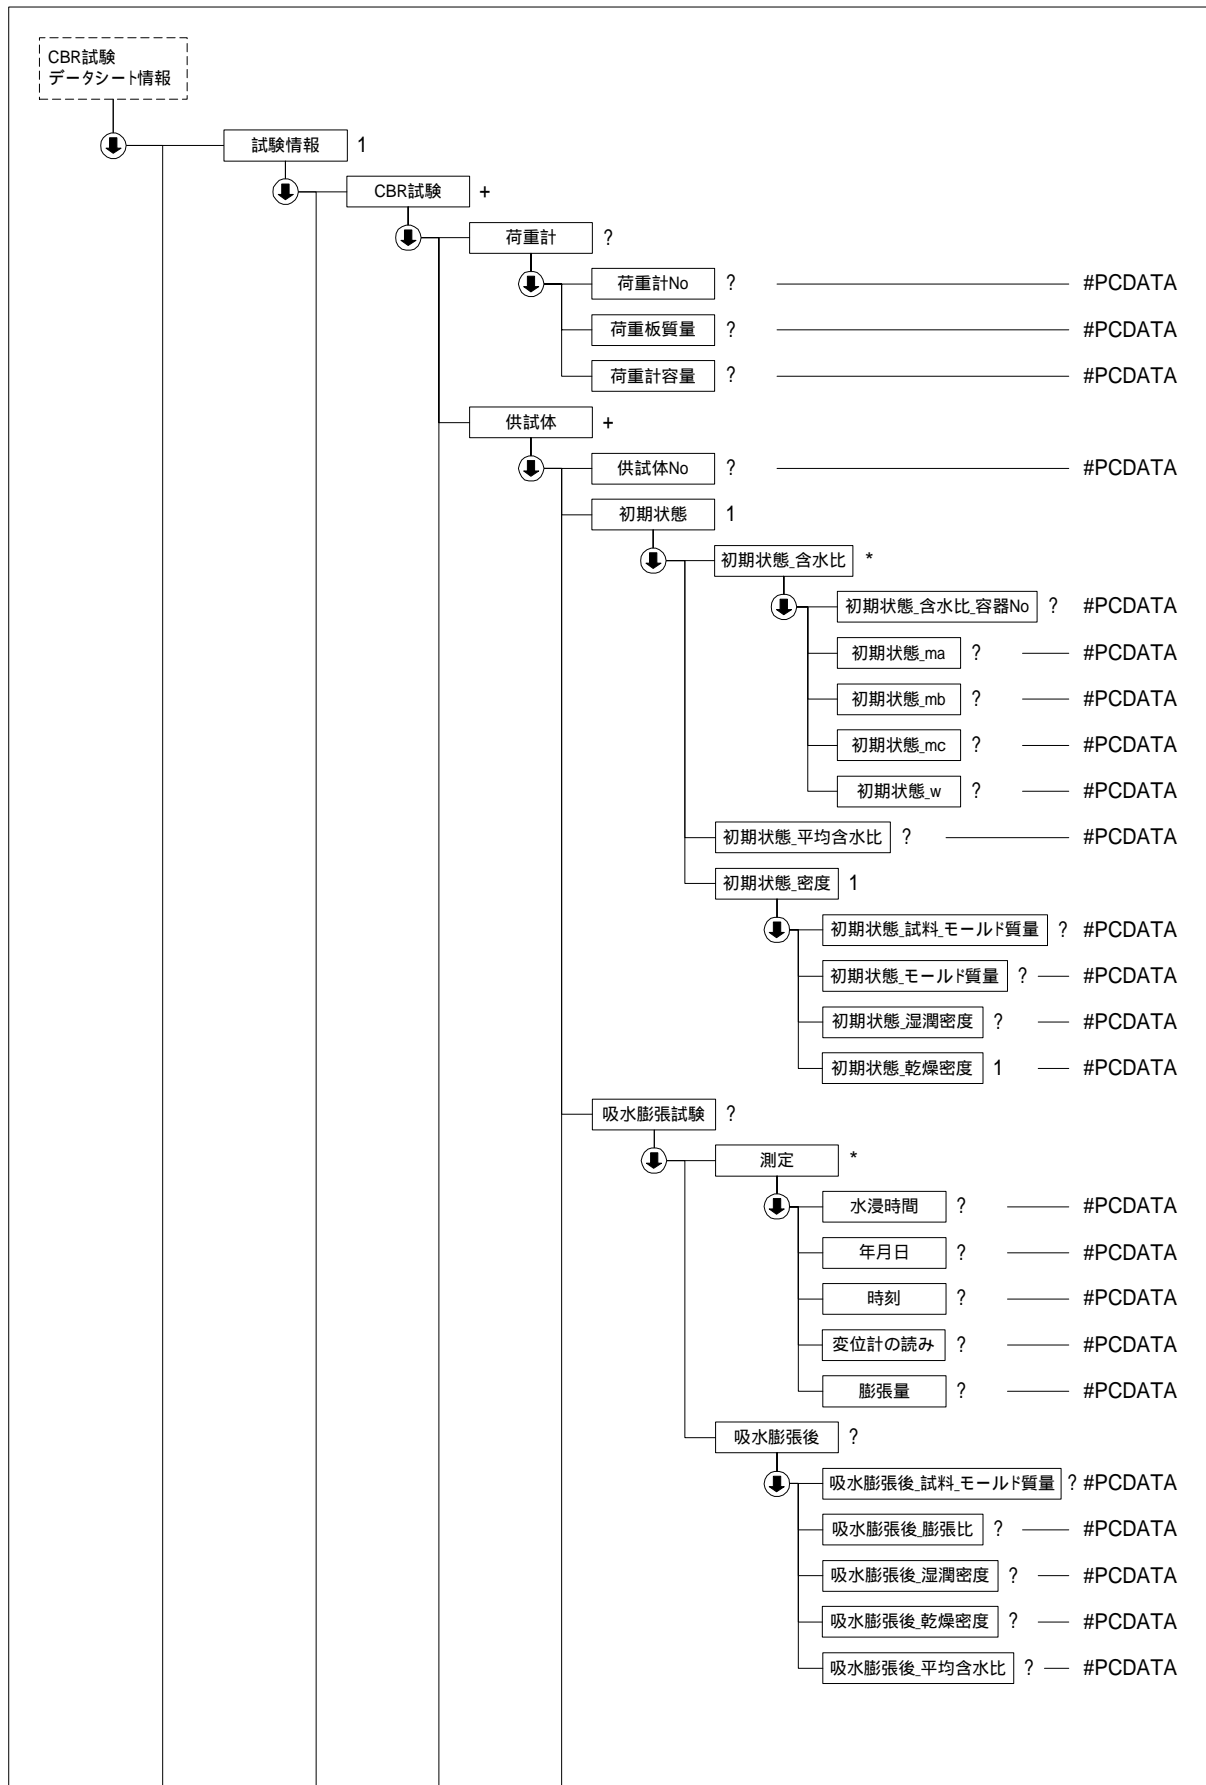 CBR試験
データシート情報
試験情報 1
CBR試験 +
荷重計 ?
荷重計No ? #PCDATA
荷重板質量 ? #PCDATA
荷重計容量 ? #PCDATA
供試体 +
供試体No ? #PCDATA
初期状態 1
初期状態_含水比 *
初期状態_含水比_容器No ? #PCDATA
初期状態_ma ? #PCDATA
初期状態_mb ? #PCDATA
初期状態_mc ? #PCDATA
初期状態_w ? #PCDATA
初期状態_平均含水比 ? #PCDATA
初期状態_密度 1
初期状態_試料_モールド質量 ? #PCDATA
初期状態_モールド質量 ? #PCDATA
初期状態_湿潤密度 ? #PCDATA
初期状態_乾燥密度 1 #PCDATA
吸水膨張試験 ?
測定 *
水浸時間 ? #PCDATA
年月日 ? #PCDATA
時刻 ? #PCDATA
変位計の読み ? #PCDATA
膨張量 ? #PCDATA
吸水膨張後 ?
吸水膨張後_試料_モールド質量 ? #PCDATA
吸水膨張後_膨張比 ? #PCDATA
吸水膨張後_湿潤密度 ? #PCDATA
吸水膨張後_乾燥密度 ? #PCDATA
吸水膨張後_平均含水比 ? #PCDATA